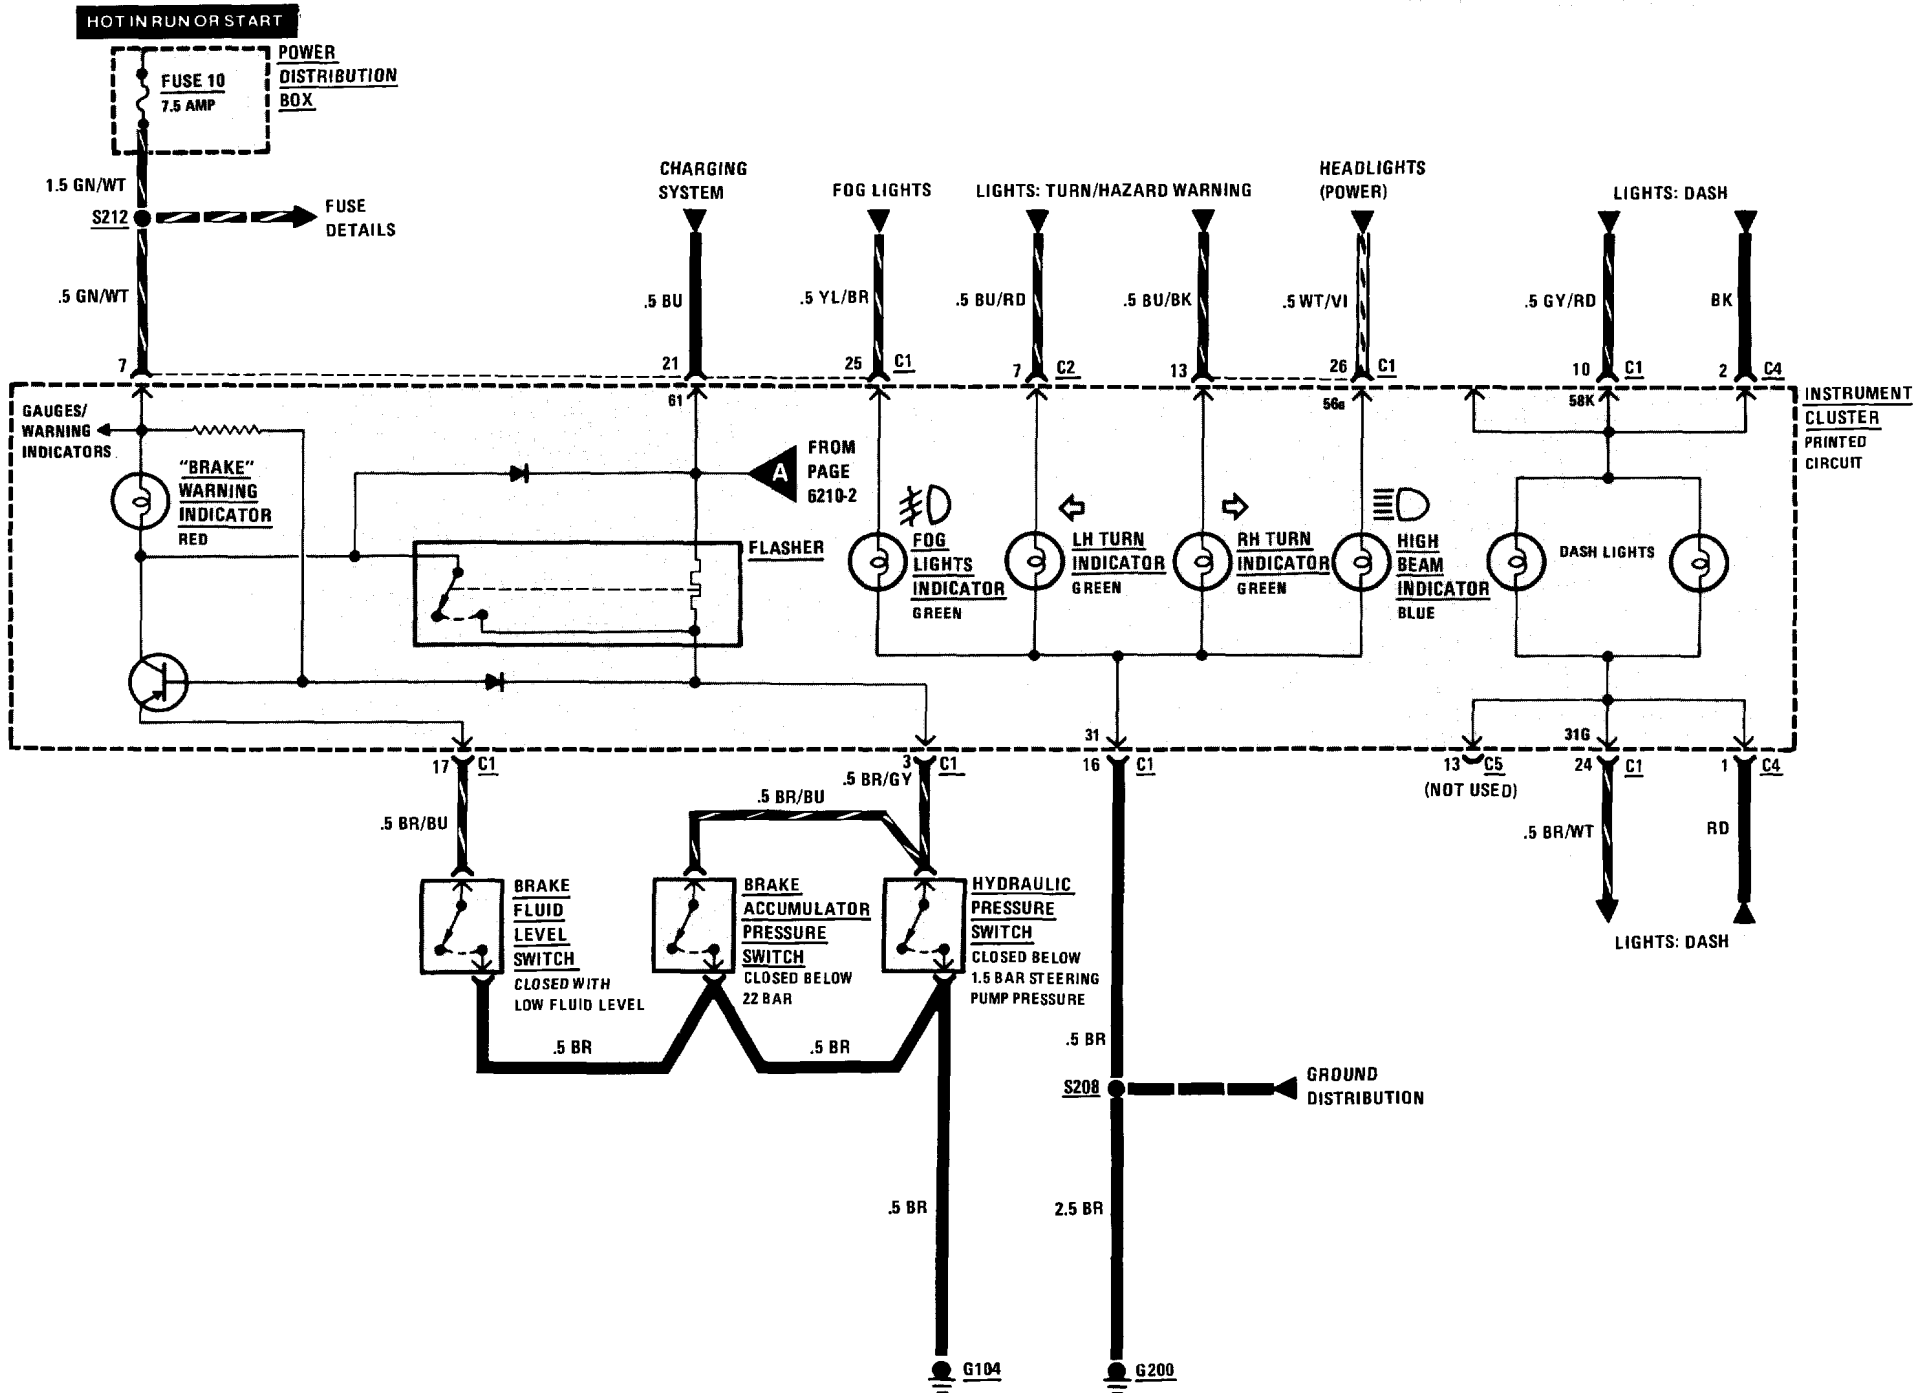 HOT IN RUN OR START
POWER
DISTRIBUTION
BOX
FUSE 10
7.5 AMP
1.5 GN/WT
S212
FUSE
DETAILS
.5 GN/WT
CHARGING
SYSTEM
FOG LIGHTS
LIGHTS: TURN/HAZARD WARNING
HEADLIGHTS
(POWER)
LIGHTS: DASH
.5 BU
.5 YL/BR
.5 BU/RD
.5 BU/BK
.5 WT/VI
.5 GY/RD
BK
7
21
25
C1
7
C2
13
26
C1
10
C1
2
C4
61
56a
58K
INSTRUMENT
CLUSTER
PRINTED
CIRCUIT
GAUGES/
WARNING
INDICATORS
"BRAKE"
WARNING
INDICATOR
RED
A
FROM
PAGE
6210-2
FLASHER
FOG
LIGHTS
INDICATOR
GREEN
LH TURN
INDICATOR
GREEN
RH TURN
INDICATOR
GREEN
HIGH
BEAM
INDICATOR
BLUE
DASH LIGHTS
31
31G
17
C1
3
C1
16
C1
13
C5
(NOT USED)
24
C1
1
C4
.5 BR/GY
.5 BR/BU
.5 BR/BU
.5 BR/WT
RD
BRAKE
FLUID
LEVEL
SWITCH
CLOSED WITH
LOW FLUID LEVEL
BRAKE
ACCUMULATOR
PRESSURE
SWITCH
CLOSED BELOW
22 BAR
HYDRAULIC
PRESSURE
SWITCH
CLOSED BELOW
1.5 BAR STEERING
PUMP PRESSURE
LIGHTS: DASH
.5 BR
.5 BR
.5 BR
S208
GROUND
DISTRIBUTION
.5 BR
2.5 BR
G104
G200